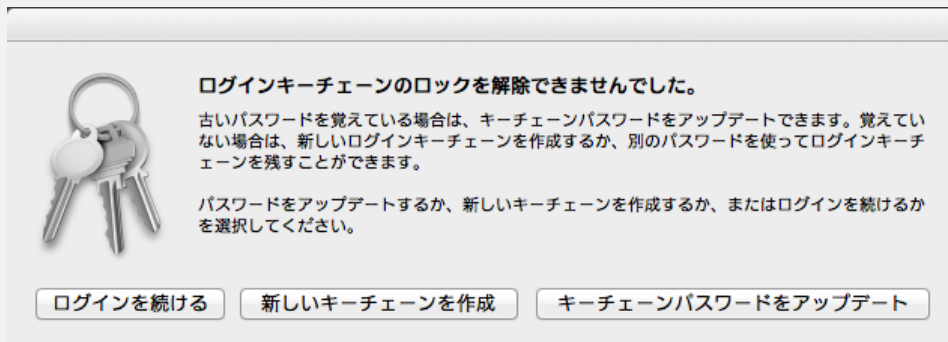 ログインキーチェーンのロックを解除できませんでした。
古いパスワードを覚えている場合は、キーチェーンパスワードをアップデートできます。覚えてい
ない場合は、新しいログインキーチェーンを作成するか、別のパスワードを使ってログインキーチ
ェーンを残すことができます。
パスワードをアップデートするか、新しいキーチェーンを作成するか、またはログインを続けるか
を選択してください。
ログインを続ける
新しいキーチェーンを作成
キーチェーンパスワードをアップデート